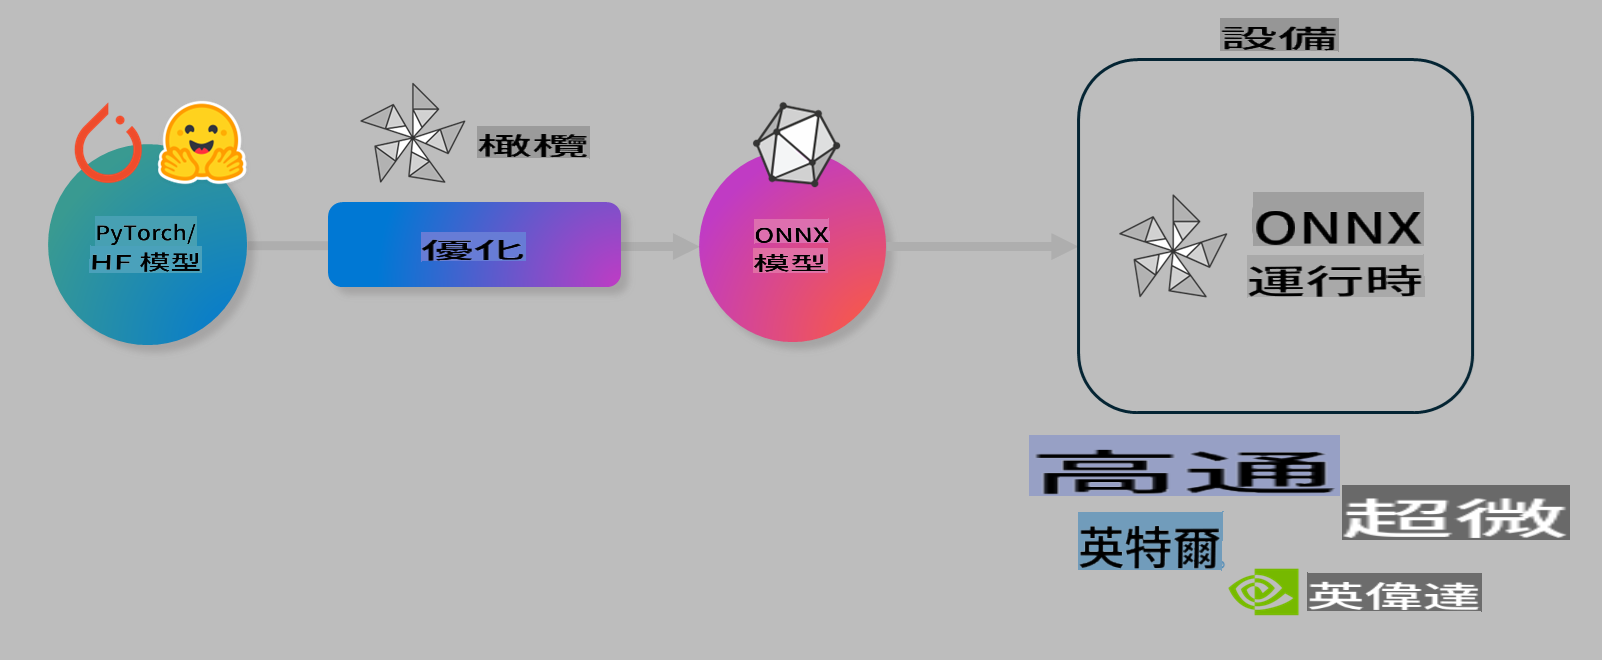 設備
橄欖
PyTorch/
HF 模型
優化
ONNX
模型
ONNX
運行時
高通
超微
英特爾
英偉達